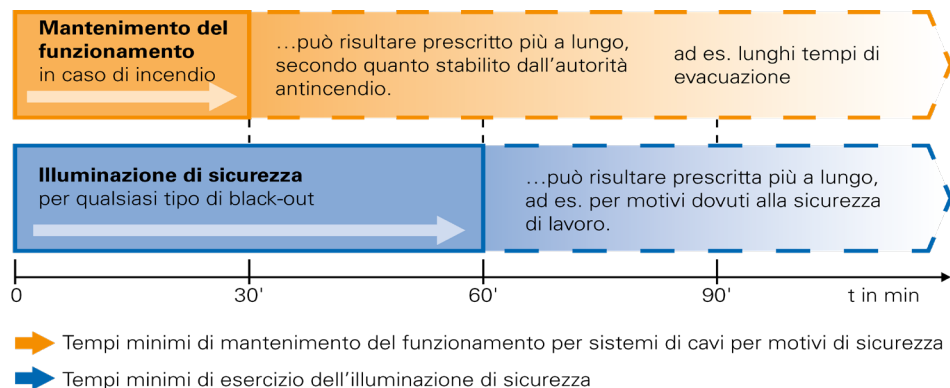 Mantenimento del
funzionamento
in caso di incendio
…può risultare prescritto più a lungo,
secondo quanto stabilito dall'autorità
antincendio.
ad es. lunghi tempi di
evacuazione
Illuminazione di sicurezza
per qualsiasi tipo di black-out
…può risultare prescritta più a lungo,
ad es. per motivi dovuti alla sicurezza
di lavoro.
0 30' 60' 90' t in min
Tempi minimi di mantenimento del funzionamento per sistemi di cavi per motivi di sicurezza
Tempi minimi di esercizio dell'illuminazione di sicurezza